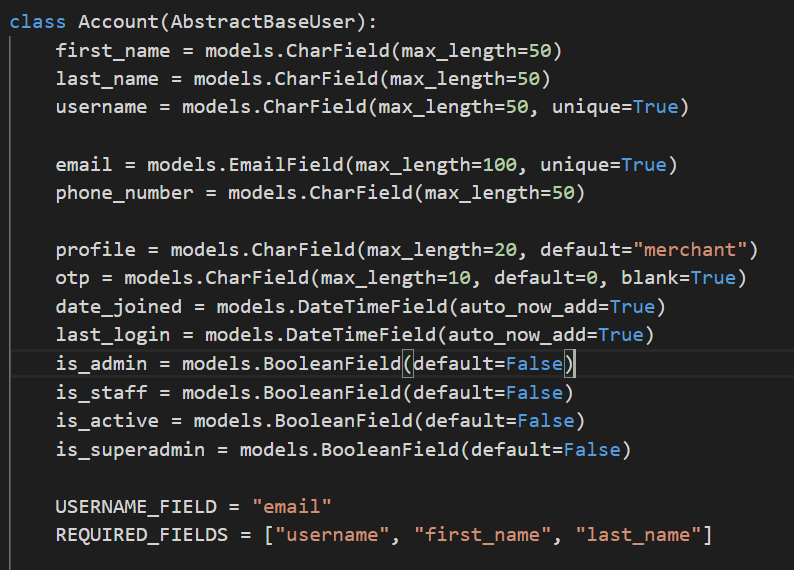 class Account(AbstractBaseUser):
    first_name = models.CharField(max_length=50)
    last_name = models.CharField(max_length=50)
    username = models.CharField(max_length=50, unique=True)
    email = models.EmailField(max_length=100, unique=True)
    phone_number = models.CharField(max_length=50)
    profile = models.CharField(max_length=20, default="merchant")
    otp = models.CharField(max_length=10, default=0, blank=True)
    date_joined = models.DateTimeField(auto_now_add=True)
    last_login = models.DateTimeField(auto_now_add=True)
    is_admin = models.BooleanField(default=False)
    is_staff = models.BooleanField(default=False)
    is_active = models.BooleanField(default=False)
    is_superadmin = models.BooleanField(default=False)
    USERNAME_FIELD = "email"
    REQUIRED_FIELDS = ["username", "first_name", "last_name"]